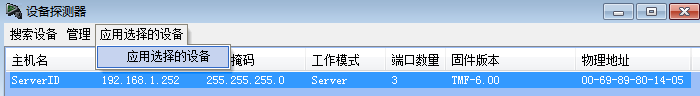 设备探测器
搜索设备 管理 应用选择的设备
应用选择的设备
主机名 掩码 工作模式 端口数量 固件版本 物理地址
ServerID 192.168.1.252 255.255.255.0 Server 3 TMF-6.00 00-69-89-80-14-05